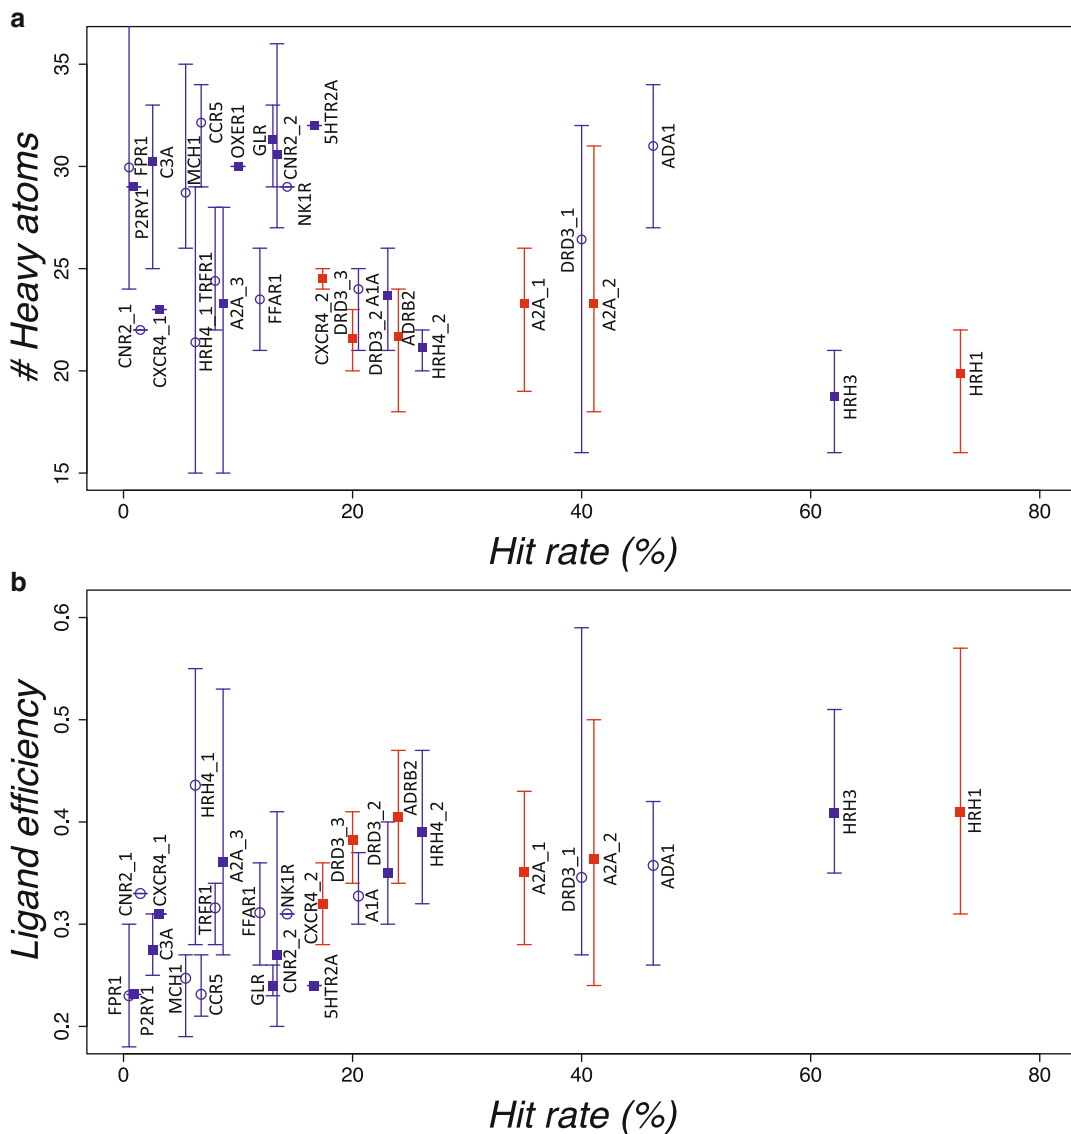 a
# Heavy atoms
35
30
25
20
15
FPR1
P2RY1
C3A
MCH1
CCR5
OXER1
GLR
CNR2_2
NK1R
5HTR2A
CNR2_1
CXCR4_1
HRH4_1
TRFR1
A2A_3
FFAR1
CXCR4_2
DRD3_3
A1A
DRD3_2
ADRB2
HRH4_2
A2A_1
DRD3_1
A2A_2
ADA1
HRH3
HRH1
0 20 40 60 80
Hit rate (%)
b
Ligand efficiency
0.6
0.5
0.4
0.3
0.2
FPR1
P2RY1
CNR2_1
CXCR4_1
C3A
MCH1
CCR5
HRH4_1
TRFR1
A2A_3
FFAR1
GLR
CNR2_2
NK1R
5HTR2A
CXCR4_2
DRD3_3
A1A
DRD3_2
ADRB2
HRH4_2
A2A_1
DRD3_1
A2A_2
ADA1
HRH3
HRH1
0 20 40 60 80
Hit rate (%)